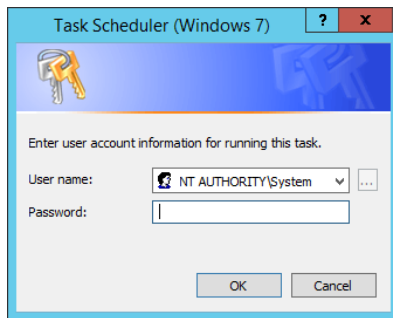 Task Scheduler (Windows 7)
? x
Enter user account information for running this task.
User name: NT AUTHORITY\System ...
Password:
OK Cancel